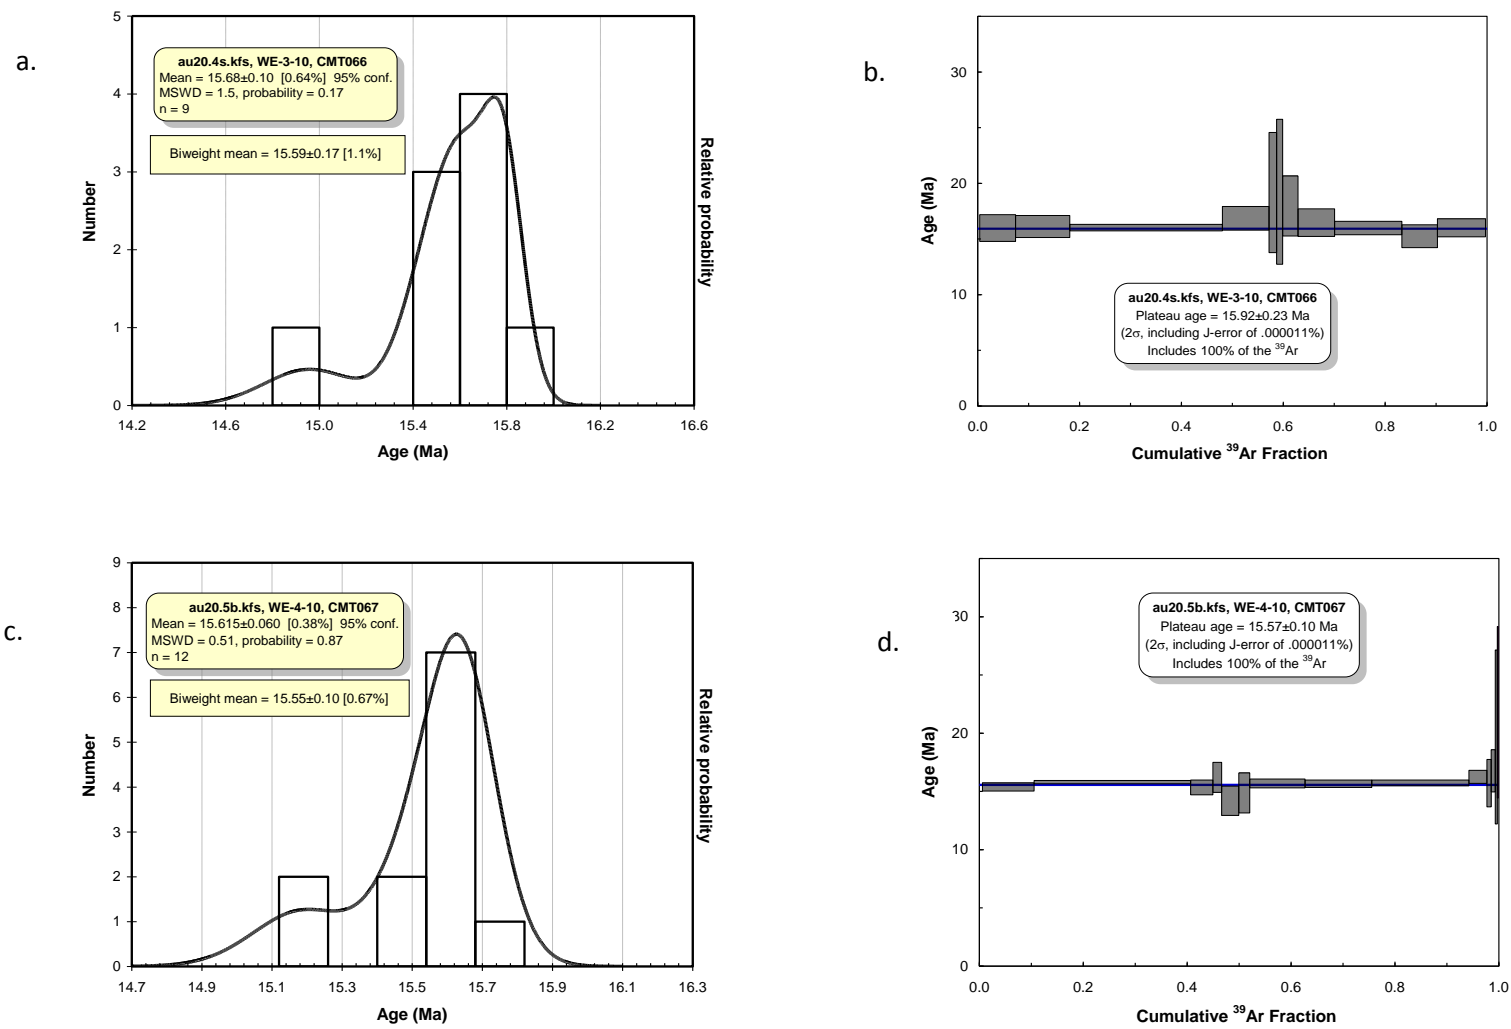 a.
5
4
3
2
1
0
Number
au20.4s.kfs, WE-3-10, CMT066
Mean = 15.68±0.10 [0.64%] 95% conf.
MSWD = 1.5, probability = 0.17
n = 9
Biweight mean = 15.59±0.17 [1.1%]
Relative probability
14.2 14.6 15.0 15.4 15.8 16.2 16.6
Age (Ma)
b.
30
20
10
0
Age (Ma)
au20.4s.kfs, WE-3-10, CMT066
Plateau age = 15.92±0.23 Ma
(2σ, including J-error of .000011%)
Includes 100% of the ³⁹Ar
0.0 0.2 0.4 0.6 0.8 1.0
Cumulative ³⁹Ar Fraction
c.
9
8
7
6
5
4
3
2
1
0
Number
au20.5b.kfs, WE-4-10, CMT067
Mean = 15.615±0.060 [0.38%] 95% conf.
MSWD = 0.51, probability = 0.87
n = 12
Biweight mean = 15.55±0.10 [0.67%]
Relative probability
14.7 14.9 15.1 15.3 15.5 15.7 15.9 16.1 16.3
Age (Ma)
d.
30
20
10
0
Age (Ma)
au20.5b.kfs, WE-4-10, CMT067
Plateau age = 15.57±0.10 Ma
(2σ, including J-error of .000011%)
Includes 100% of the ³⁹Ar
0.0 0.2 0.4 0.6 0.8 1.0
Cumulative ³⁹Ar Fraction